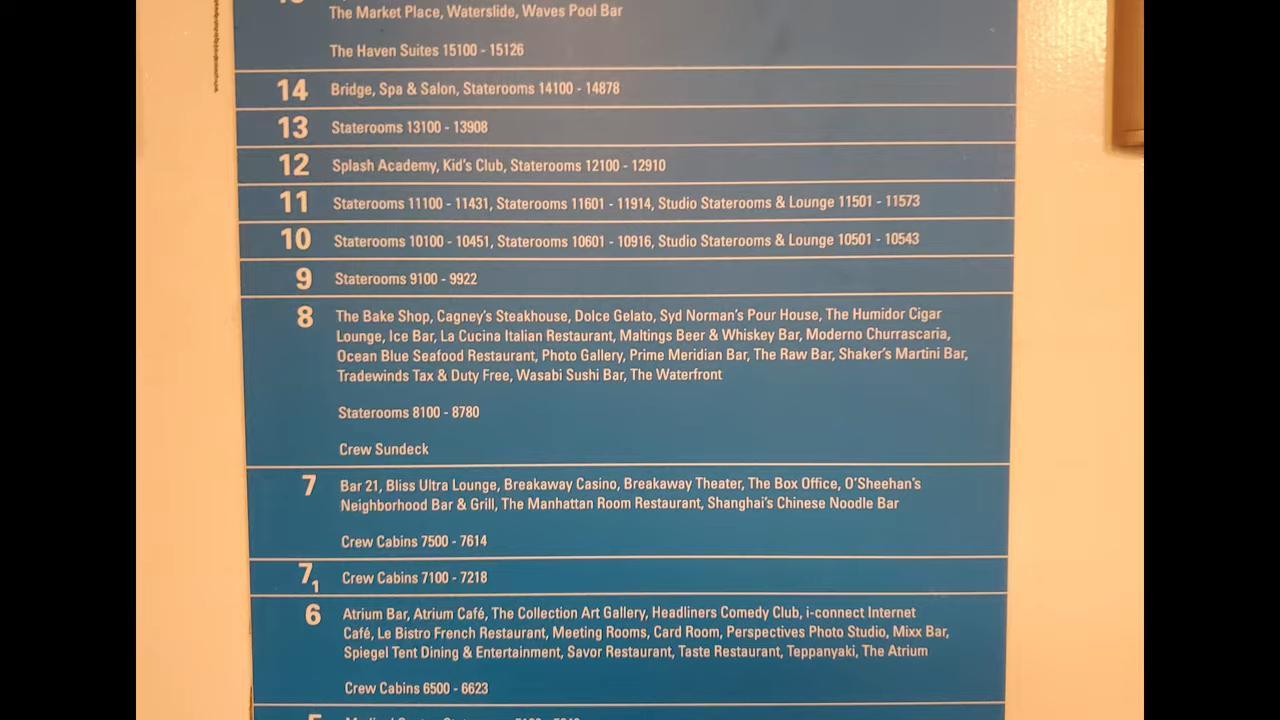 The Market Place, Waterslide, Waves Pool Bar
The Haven Suites 15100 - 15126
14 Bridge, Spa & Salon, Staterooms 14100 - 14878
13 Staterooms 13100 - 13908
12 Splash Academy, Kid's Club, Staterooms 12100 - 12910
11 Staterooms 11100 - 11431, Staterooms 11601 - 11914, Studio Staterooms & Lounge 11501 - 11573
10 Staterooms 10100 - 10451, Staterooms 10601 - 10916, Studio Staterooms & Lounge 10501 - 10543
9 Staterooms 9100 - 9922
8 The Bake Shop, Cagney's Steakhouse, Dolce Gelato, Syd Norman's Pour House, The Humidor Cigar
Lounge, Ice Bar, La Cucina Italian Restaurant, Maltings Beer & Whiskey Bar, Moderno Churrascaria,
Ocean Blue Seafood Restaurant, Photo Gallery, Prime Meridian Bar, The Raw Bar, Shaker's Martini Bar,
Tradewinds Tax & Duty Free, Wasabi Sushi Bar, The Waterfront
Staterooms 8100 - 8780
Crew Sundeck
7 Bar 21, Bliss Ultra Lounge, Breakaway Casino, Breakaway Theater, The Box Office, O'Sheehan's
Neighborhood Bar & Grill, The Manhattan Room Restaurant, Shanghai's Chinese Noodle Bar
Crew Cabins 7500 - 7614
7₁ Crew Cabins 7100 - 7218
6 Atrium Bar, Atrium Café, The Collection Art Gallery, Headliners Comedy Club, i-connect Internet
Café, Le Bistro French Restaurant, Meeting Rooms, Card Room, Perspectives Photo Studio, Mixx Bar,
Spiegel Tent Dining & Entertainment, Savor Restaurant, Taste Restaurant, Teppanyaki, The Atrium
Crew Cabins 6500 - 6623